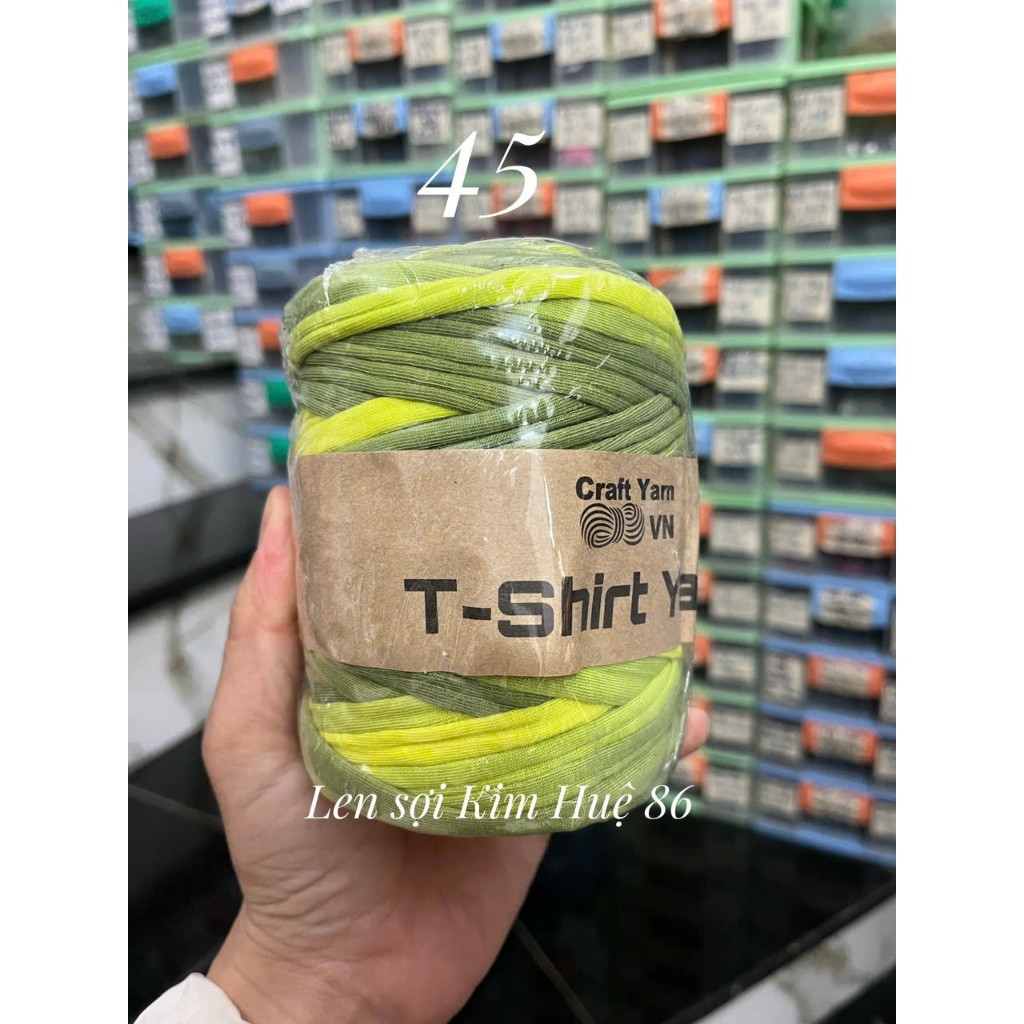 45
Craft Yarn
VN
T-Shirt Ya
Len sợi Kim Huệ 86